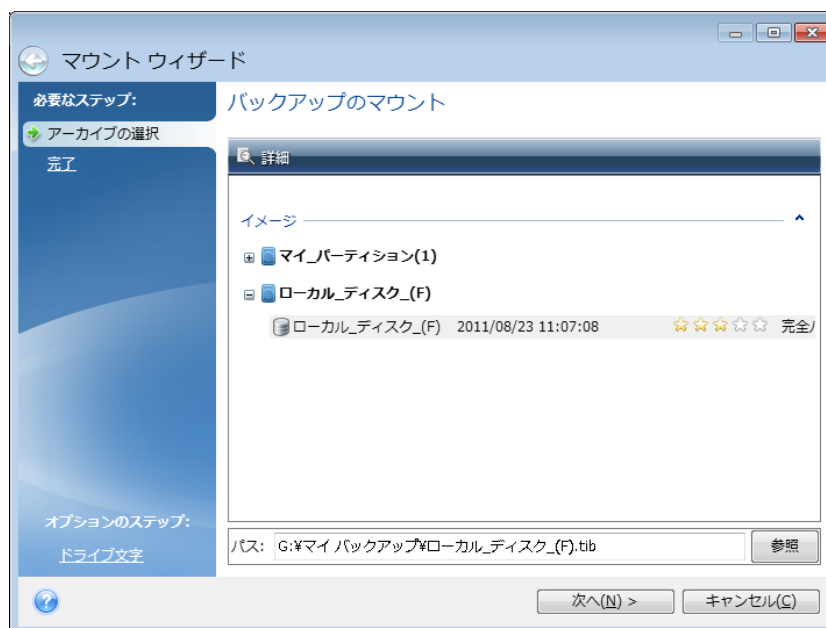 マウント ウィザード
必要なステップ:
アーカイブの選択
完了
オプションのステップ:
ドライブ文字
バックアップのマウント
詳細
イメージ
マイ_パーティション(1)
ローカル_ディスク_(F)
ローカル_ディスク_(F) 2011/08/23 11:07:08 完全
パス: G:¥マイ バックアップ¥ローカル_ディスク_(F).tib 参照
次へ(N) > キャンセル(C)